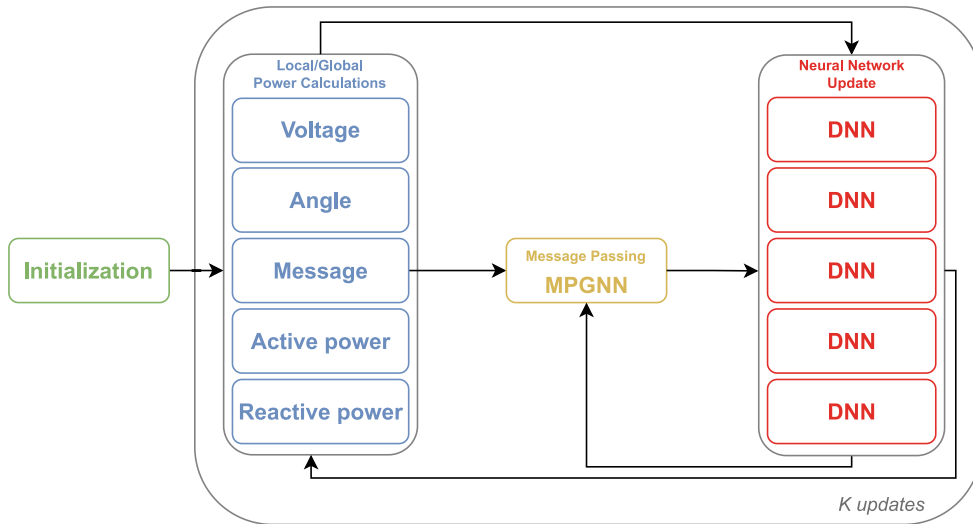 Initialization
Local/Global
Power Calculations
Voltage
Angle
Message
Active power
Reactive power
Message Passing
MPGNN
Neural Network
Update
DNN
DNN
DNN
DNN
DNN
K updates